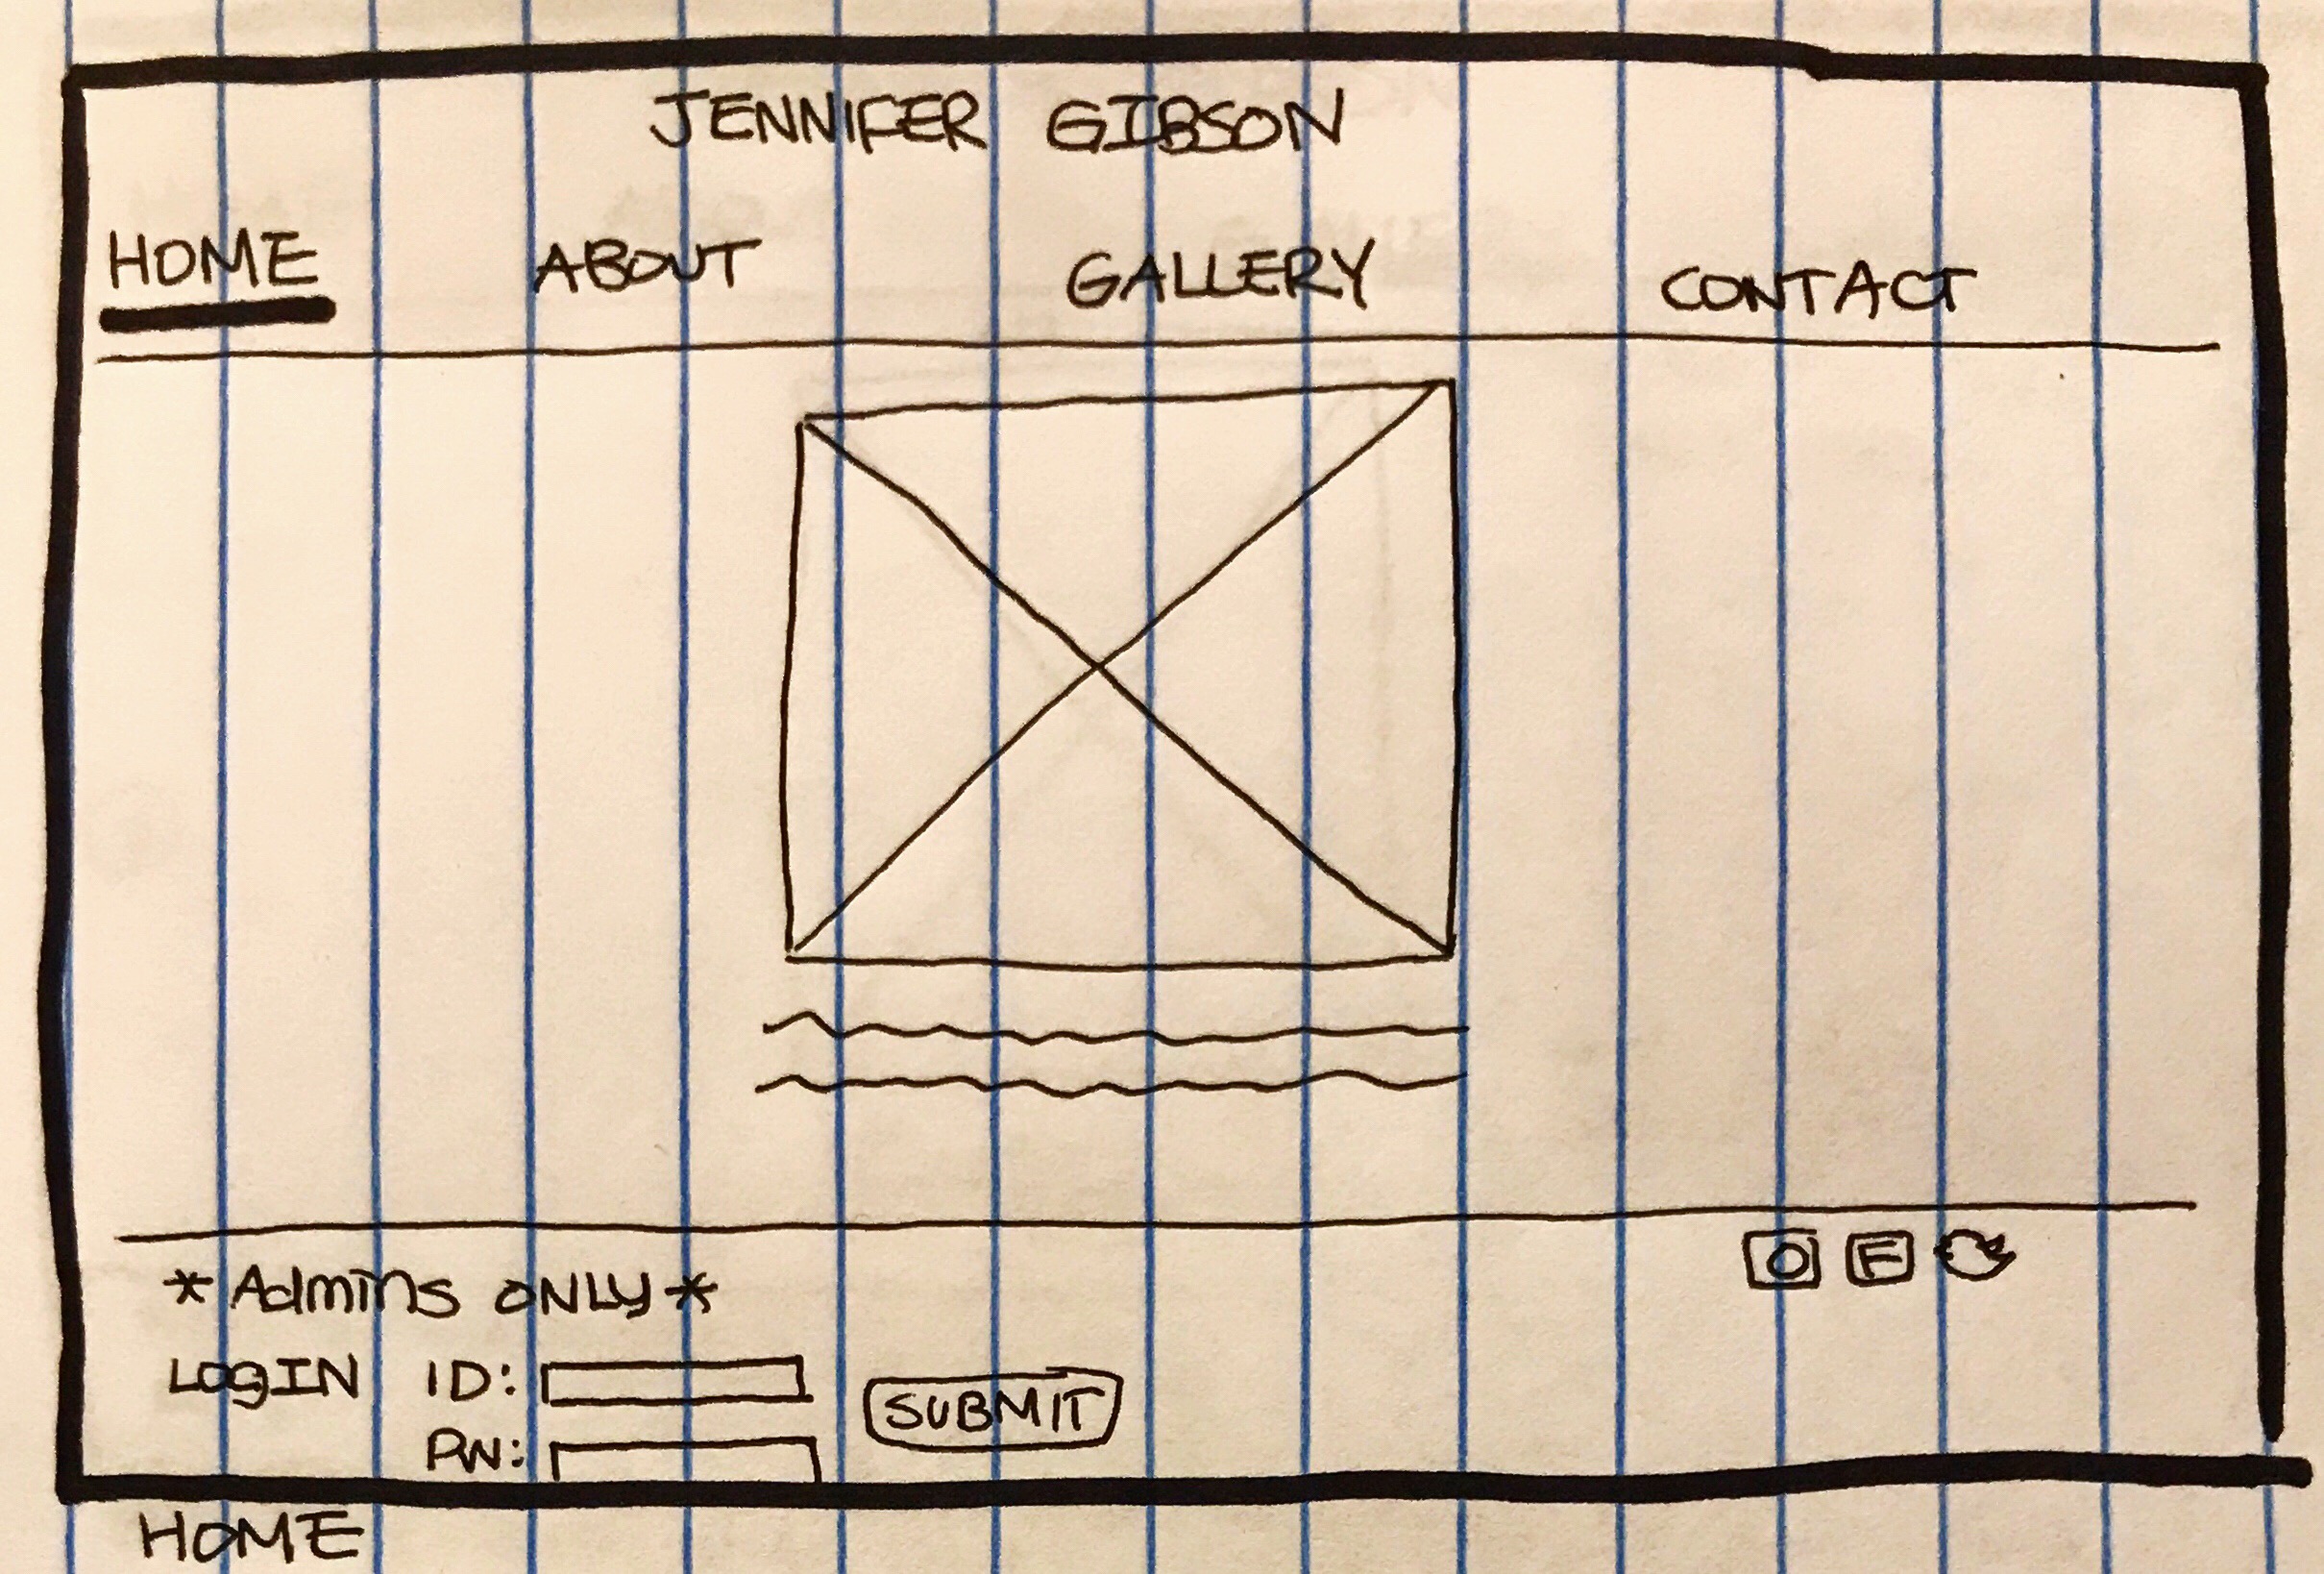 JENNIFER GIBSON
HOME ABOUT GALLERY CONTACT
*Admins ONLY*
F
LOGIN ID:
SUBMIT
PW:
HOME